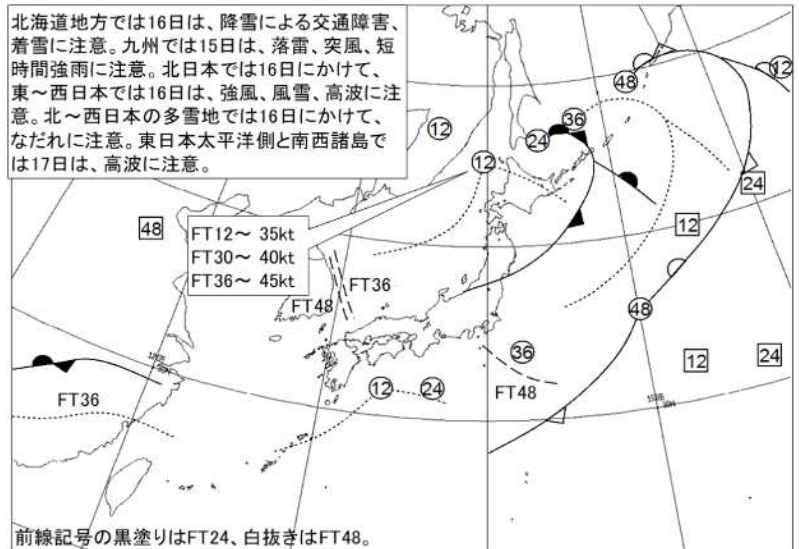 北海道地方では16日は、降雪による交通障害、
着雪に注意。九州では15日は、落雷、突風、短
時間強雨に注意。北日本では16日にかけて、
東～西日本では16日は、強風、風雪、高波に注
意。北～西日本の多雪地では16日にかけて、
なだれに注意。東日本太平洋側と南西諸島で
は17日は、高波に注意。
12
48
12
36
24
12
24
48
12
FT12～ 35kt
FT30～ 40kt
FT36～ 45kt
FT36
FT48
48
36
12
24
FT36
12
24
FT48
120E
30N
150E
30N
前線記号の黒塗りはFT24、白抜きはFT48。